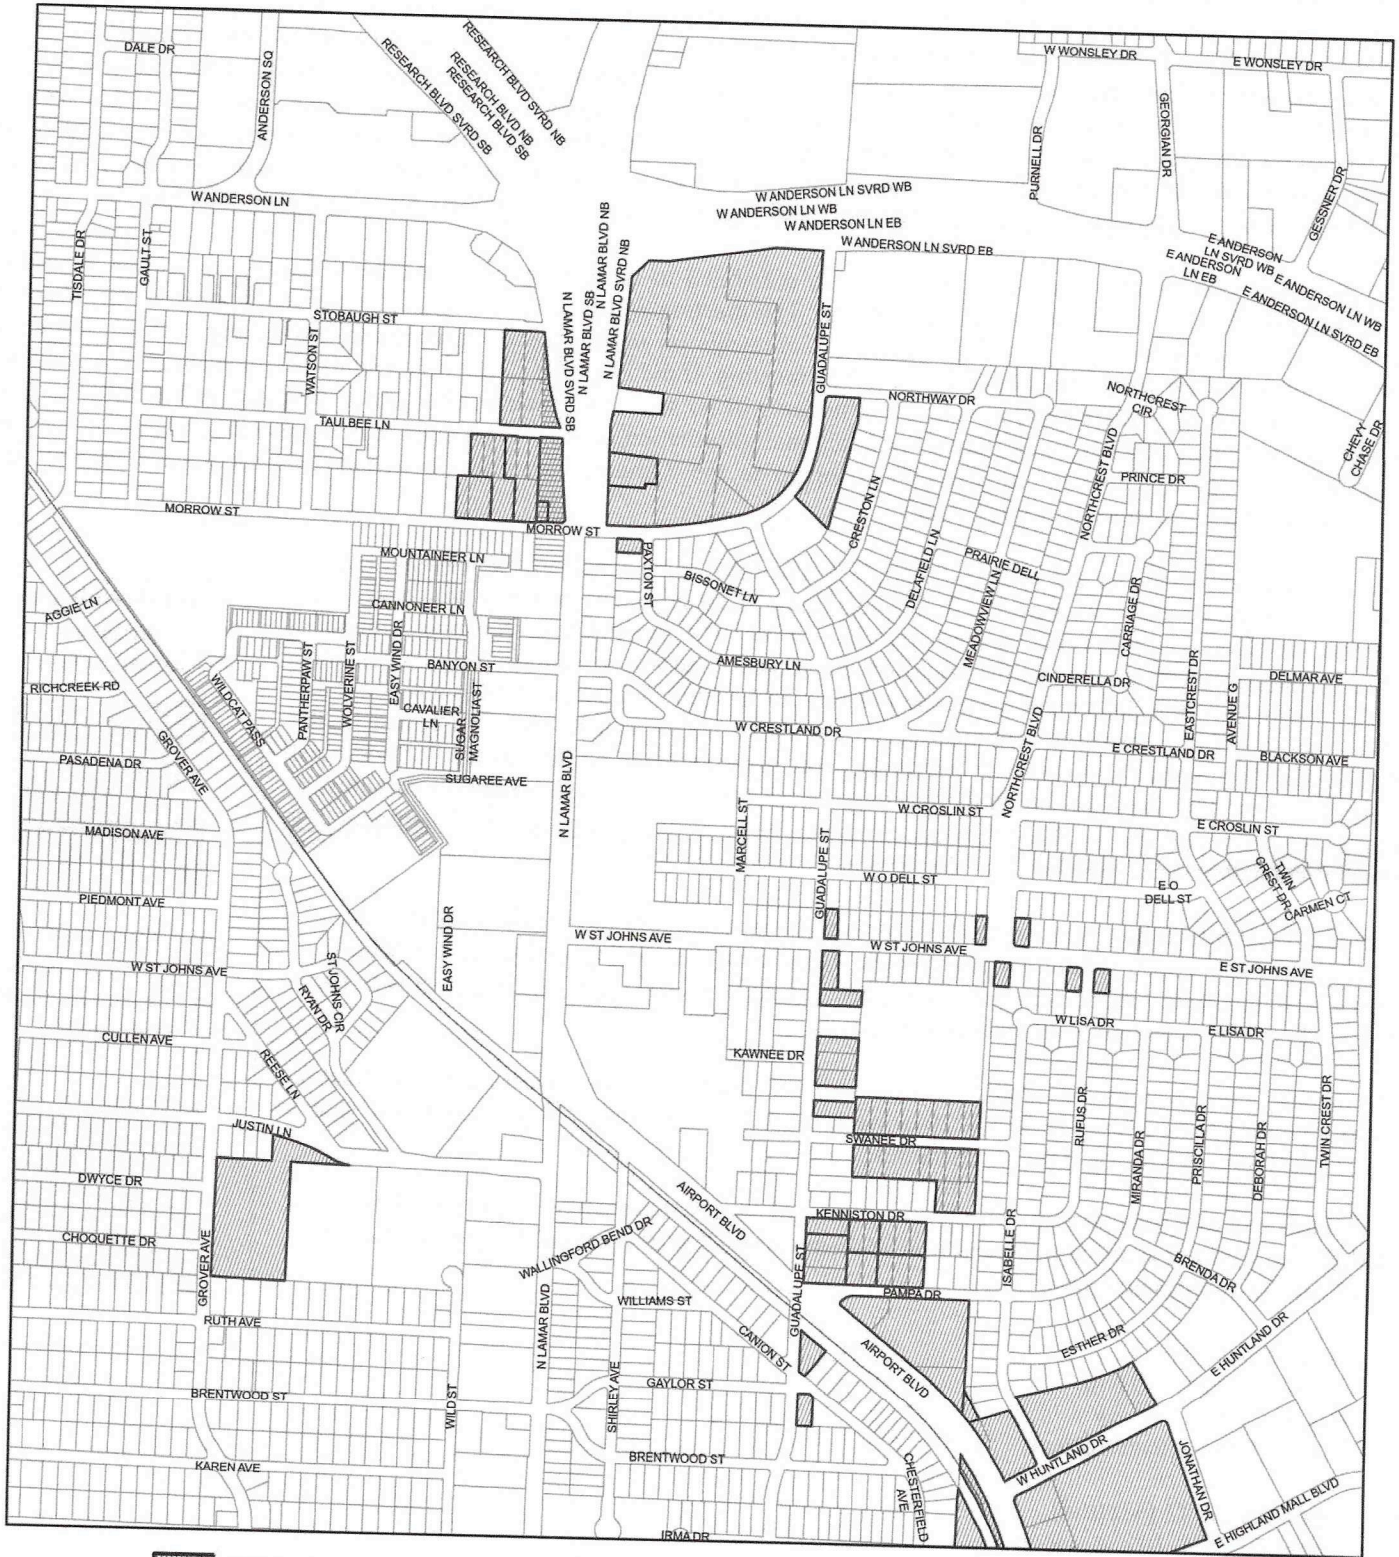 DALE DR
ANDERSON SQ
RESEARCH BLVD SVRD NB
RESEARCH BLVD NB
RESEARCH BLVD SB
RESEARCH BLVD SVRD SB
W WONSLEY DR
E WONSLEY DR
GEORGIAN DR
PURNELL DR
GESSNER DR
W ANDERSON LN
W ANDERSON LN SVRD WB
W ANDERSON LN WB
W ANDERSON LN EB
W ANDERSON LN SVRD EB
E ANDERSON
LN SVRD WB
E ANDERSON
LN EB
E ANDERSON LN WB
E ANDERSON LN SVRD EB
TISDALE DR
GAULT ST
STOBAUGH ST
WATSON ST
N LAMAR BLVD NB
N LAMAR BLVD SVRD NB
N LAMAR BLVD SB
N LAMAR BLVD SVRD SB
GUADALUPE ST
TAULBEE LN
NORTHWAY DR
NORTHCREST
CIR
CHEVY
CHASE DR
NORTHCREST BLVD
PRINCE DR
MORROW ST
MORROW ST
CRESTON LN
DELAFIELD LN
PRAIRIE DELL
MEADOWVIEW LN
MOUNTAINEER LN
PAXTON ST
BISSONET LN
CARRIAGE DR
AGGIE LN
CANNONEER LN
EASY WIND DR
BANYON ST
AMESBURY LN
EASTCREST DR
DELMAR AVE
RICHCREEK RD
WILDCAT PASS
PANTHERPAW ST
WOLVERINE ST
CAVALIER
LN
SUGAR
MAGNOLIA ST
CINDERELLA DR
AVENUE G
W CRESTLAND DR
NORTHCREST BLVD
E CRESTLAND DR
BLACKSON AVE
PASADENA DR
GROVER AVE
SUGAREE AVE
N LAMAR BLVD
MADISON AVE
MARCELL ST
W CROSLIN ST
E CROSLIN ST
GUADALUPE ST
W O DELL ST
E O
DELL ST
TWIN
CREST DR
CARMEN CT
PIEDMONT AVE
EASY WIND DR
W ST JOHNS AVE
W ST JOHNS AVE
E ST JOHNS AVE
W ST JOHNS AVE
ST JOHNS CIR
RYAN DR
CULLEN AVE
REESE LN
KAWNEE DR
W LISA DR
E LISA DR
JUSTIN LN
SWANEE DR
RUFUS DR
MIRANDA DR
PRISCILLA DR
DEBORAH DR
TWIN CREST DR
DWYCE DR
AIRPORT BLVD
CHOQUETTE DR
GROVER AVE
WALLINGFORD BEND DR
KENNISTON DR
ISABELLE DR
BRENDA DR
GUADALUPE ST
PAMPA DR
RUTH AVE
WILLIAMS ST
N LAMAR BLVD
CANION ST
AIRPORT BLVD
ESTHER DR
E HUNTLAND DR
BRENTWOOD ST
WILD ST
SHIRLEY AVE
GAYLOR ST
KAREN AVE
BRENTWOOD ST
CHESTERFIELD
AVE
W HUNTLAND DR
JONATHAN DR
IRMA DR
E HIGHLAND MALL BLVD